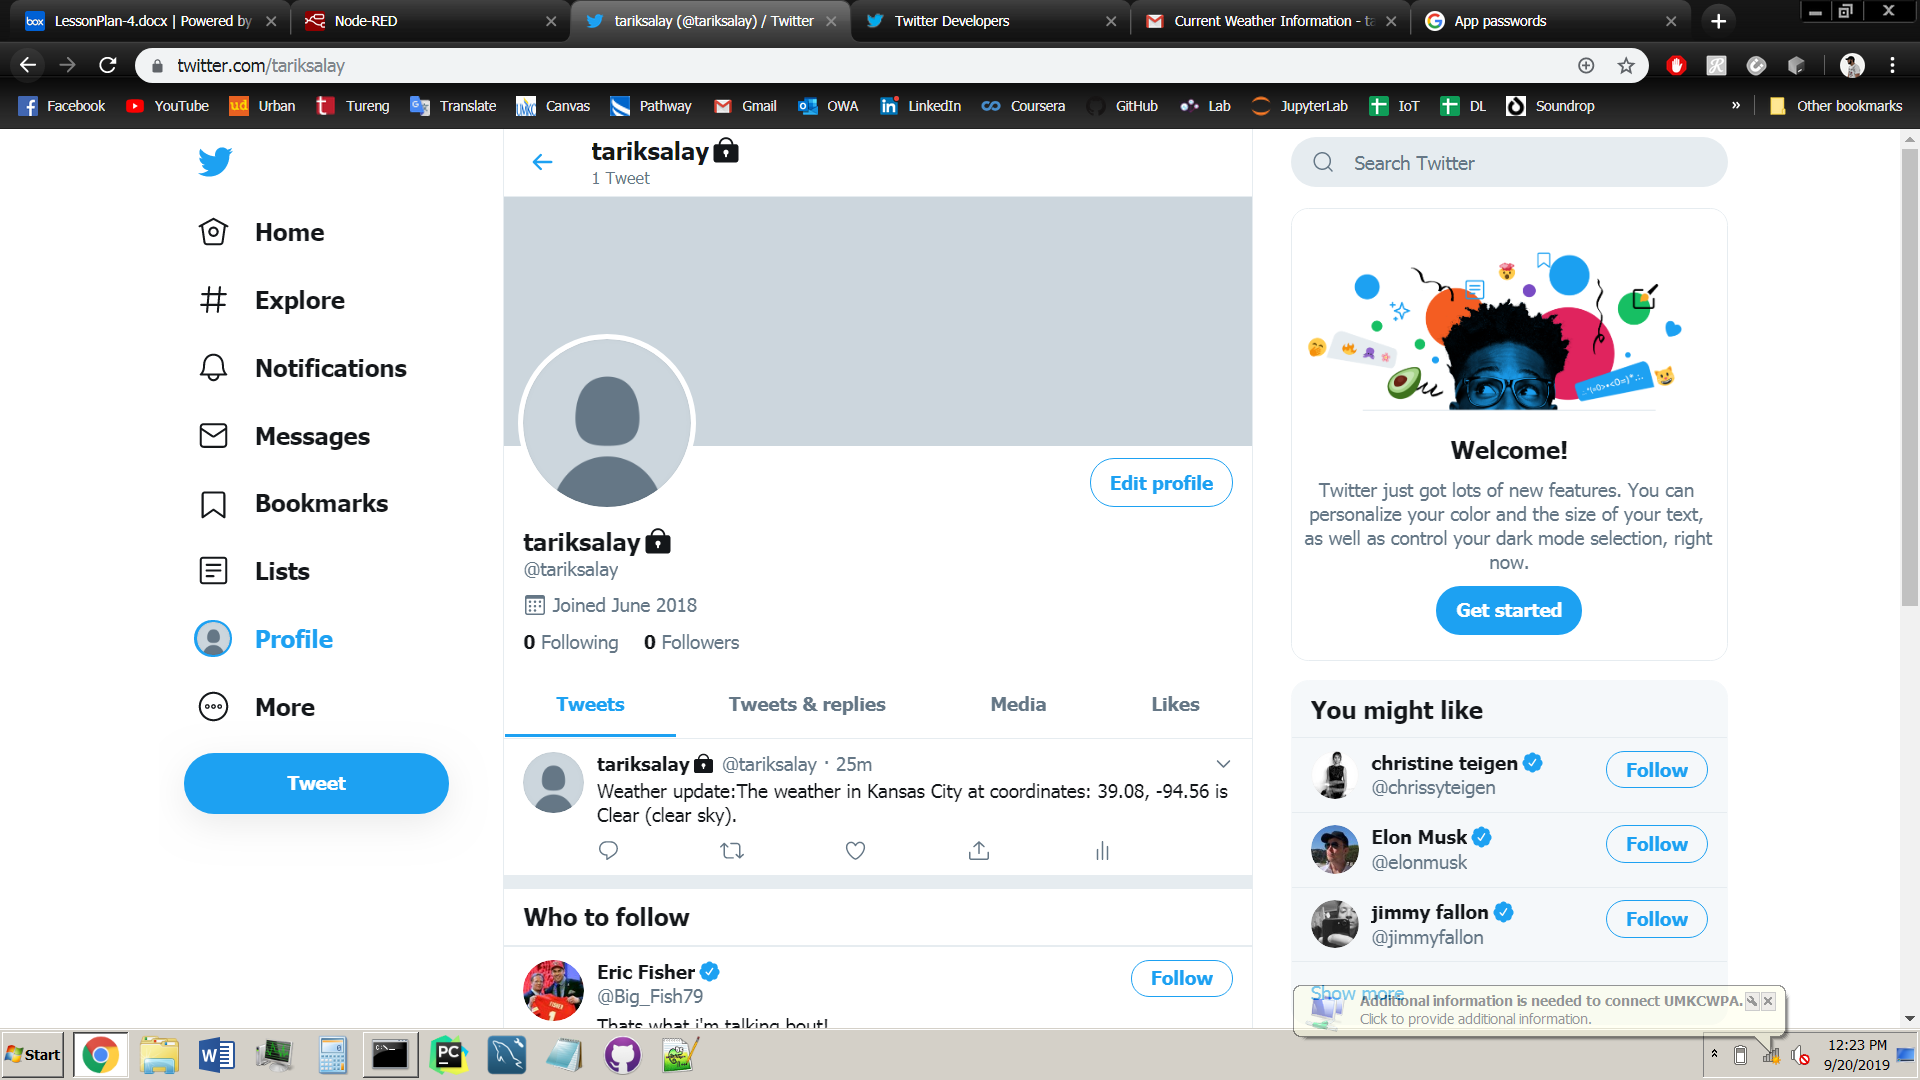 LessonPlan-4.docx | Powered by
Node-RED
tariksalay (@tariksalay) / Twitter
Twitter Developers
Current Weather Information - ta
App passwords
twitter.com/tariksalay
Facebook
YouTube
Urban
Tureng
Translate
Canvas
Pathway
Gmail
OWA
LinkedIn
Coursera
GitHub
Lab
JupyterLab
IoT
DL
Soundrop
»
Other bookmarks
Home
Explore
Notifications
Messages
Bookmarks
Lists
Profile
More
Tweet
tariksalay
1 Tweet
Edit profile
tariksalay
@tariksalay
Joined June 2018
0 Following 0 Followers
Tweets
Tweets & replies
Media
Likes
tariksalay @tariksalay · 25m
Weather update:The weather in Kansas City at coordinates: 39.08, -94.56 is
Clear (clear sky).
Who to follow
Eric Fisher
@Big_Fish79
Follow
Thats what i'm talking bout!
Search Twitter
Welcome!
Twitter just got lots of new features. You can
personalize your color and the size of your text,
as well as control your dark mode selection, right
now.
Get started
You might like
christine teigen
@chrissyteigen
Follow
Elon Musk
@elonmusk
Follow
jimmy fallon
@jimmyfallon
Follow
Show more
Additional information is needed to connect UMKCWPA.
Click to provide additional information.
Start
12:23 PM
9/20/2019